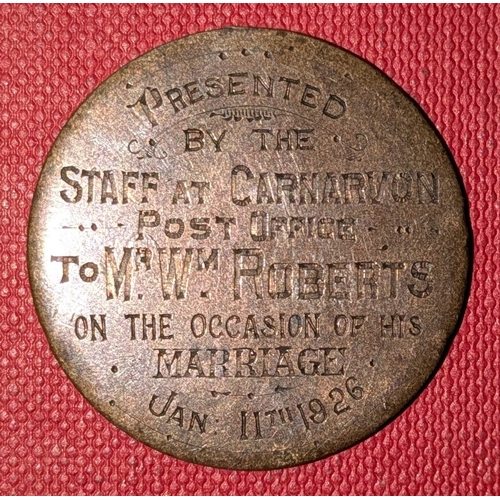 PRESENTED
BY THE
STAFF AT CARNARVON
POST OFFICE
TO MR WM. ROBERTS
ON THE OCCASION OF HIS
MARRIAGE
JAN: 11TH 1926